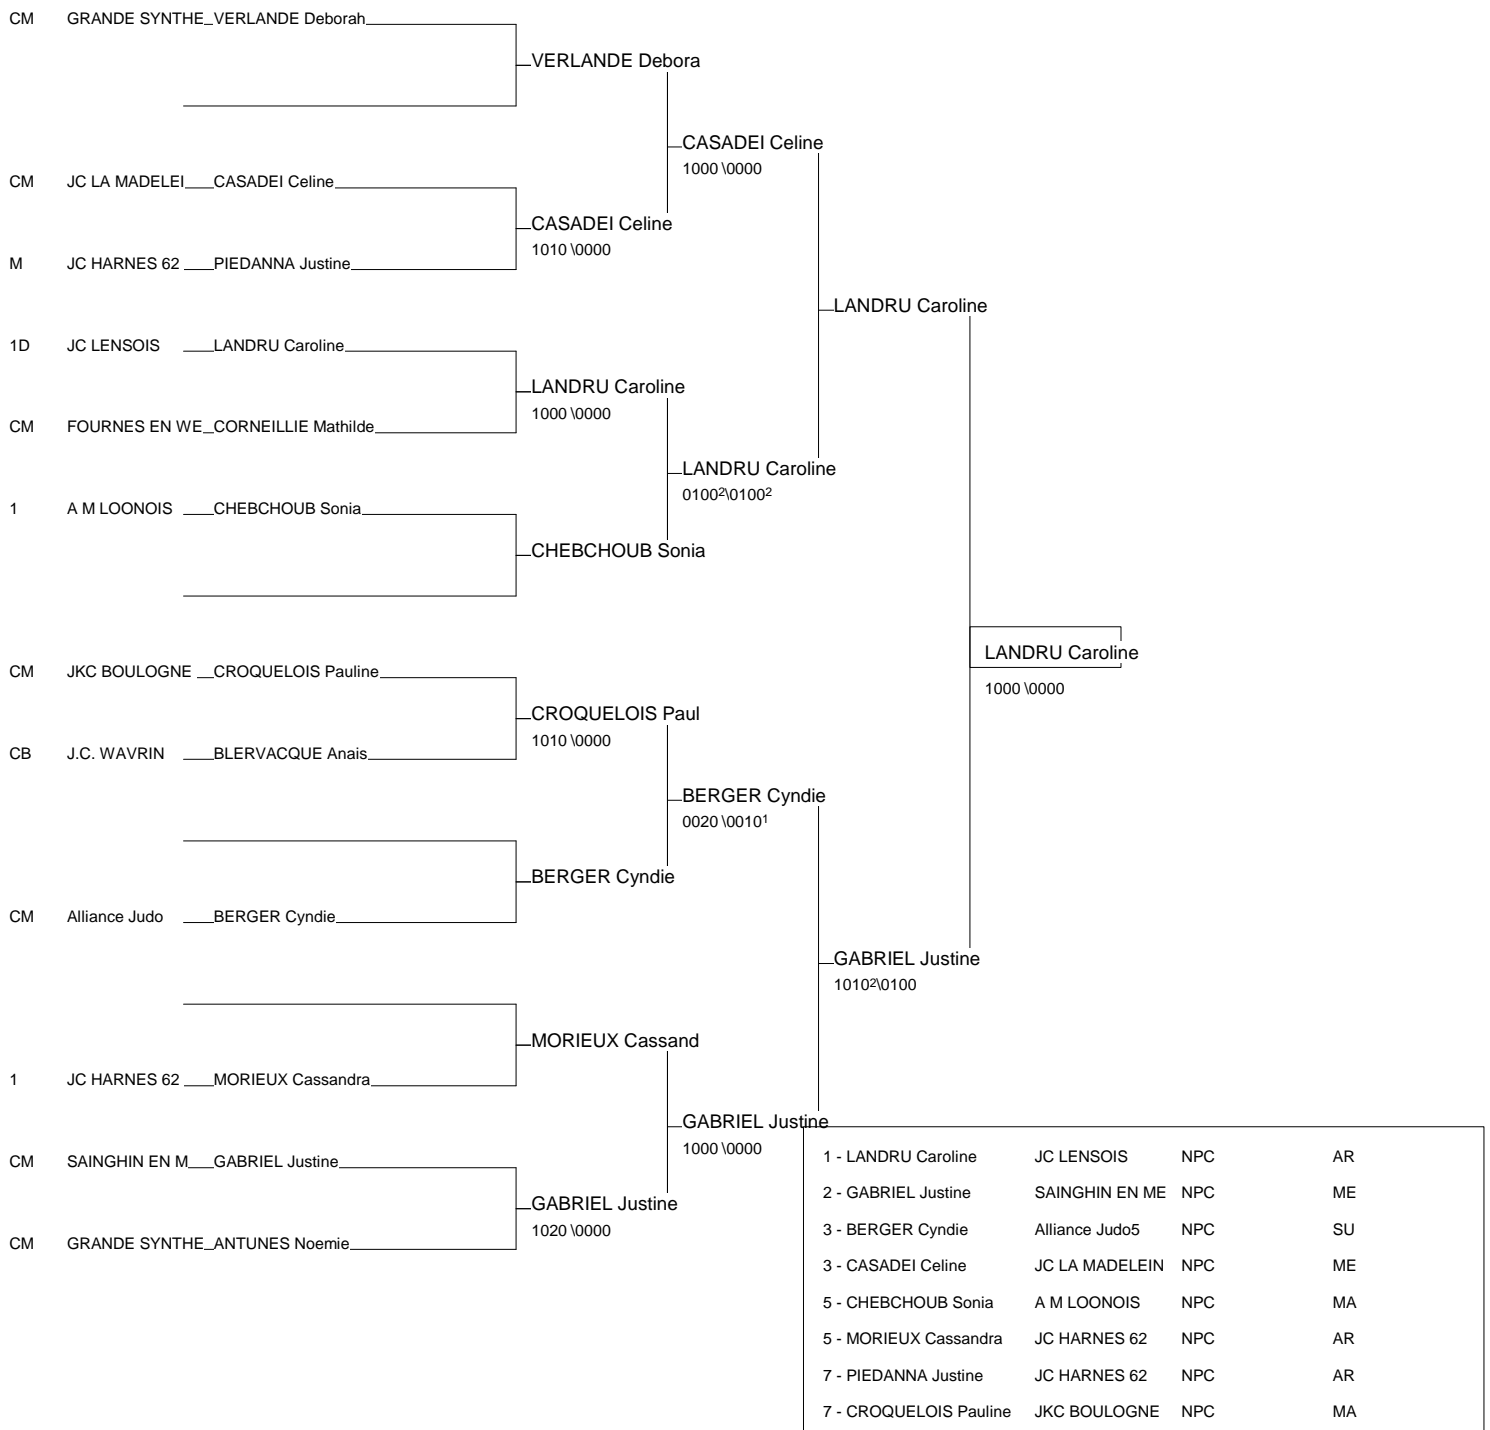 CM GRANDE SYNTHE VERLANDE Deborah
VERLANDE Debora
CASADEI Celine
1000 \0000
CM JC LA MADELEI CASADEI Celine
CASADEI Celine
1010 \0000
M JC HARNES 62 PIEDANNA Justine
LANDRU Caroline
1D JC LENSOIS LANDRU Caroline
LANDRU Caroline
1000 \0000
CM FOURNES EN WE CORNEILLIE Mathilde
LANDRU Caroline
0100²\0100²
1 A M LOONOIS CHEBCHOUB Sonia
CHEBCHOUB Sonia
LANDRU Caroline
1000 \0000
CM JKC BOULOGNE CROQUELOIS Pauline
CROQUELOIS Paul
1010 \0000
CB J.C. WAVRIN BLERVACQUE Anais
BERGER Cyndie
0020 \0010¹
BERGER Cyndie
CM Alliance Judo BERGER Cyndie
GABRIEL Justine
1010²\0100
MORIEUX Cassand
1 JC HARNES 62 MORIEUX Cassandra
GABRIEL Justine
1000 \0000
CM SAINGHIN EN M GABRIEL Justine
GABRIEL Justine
1020 \0000
CM GRANDE SYNTHE ANTUNES Noemie
1 - LANDRU Caroline JC LENSOIS NPC AR
2 - GABRIEL Justine SAINGHIN EN ME NPC ME
3 - BERGER Cyndie Alliance Judo5 NPC SU
3 - CASADEI Celine JC LA MADELEIN NPC ME
5 - CHEBCHOUB Sonia A M LOONOIS NPC MA
5 - MORIEUX Cassandra JC HARNES 62 NPC AR
7 - PIEDANNA Justine JC HARNES 62 NPC AR
7 - CROQUELOIS Pauline JKC BOULOGNE NPC MA